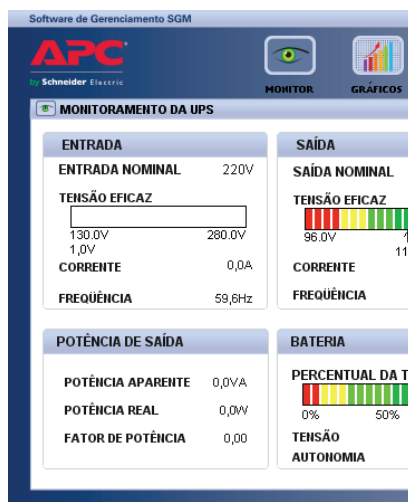 Software de Gerenciamento SGM
APC
by Schneider Electric
MONITOR
GRÁFICOS
MONITORAMENTO DA UPS
ENTRADA
ENTRADA NOMINAL 220V
TENSÃO EFICAZ
130.0V 280.0V
1,0V
CORRENTE 0,0A
FREQÜÊNCIA 59,6Hz
SAÍDA
SAÍDA NOMINAL
TENSÃO EFICAZ
96.0V
11
CORRENTE
FREQÜÊNCIA
POTÊNCIA DE SAÍDA
POTÊNCIA APARENTE 0,0VA
POTÊNCIA REAL 0,0W
FATOR DE POTÊNCIA 0,00
BATERIA
PERCENTUAL DA T
0% 50%
TENSÃO
AUTONOMIA